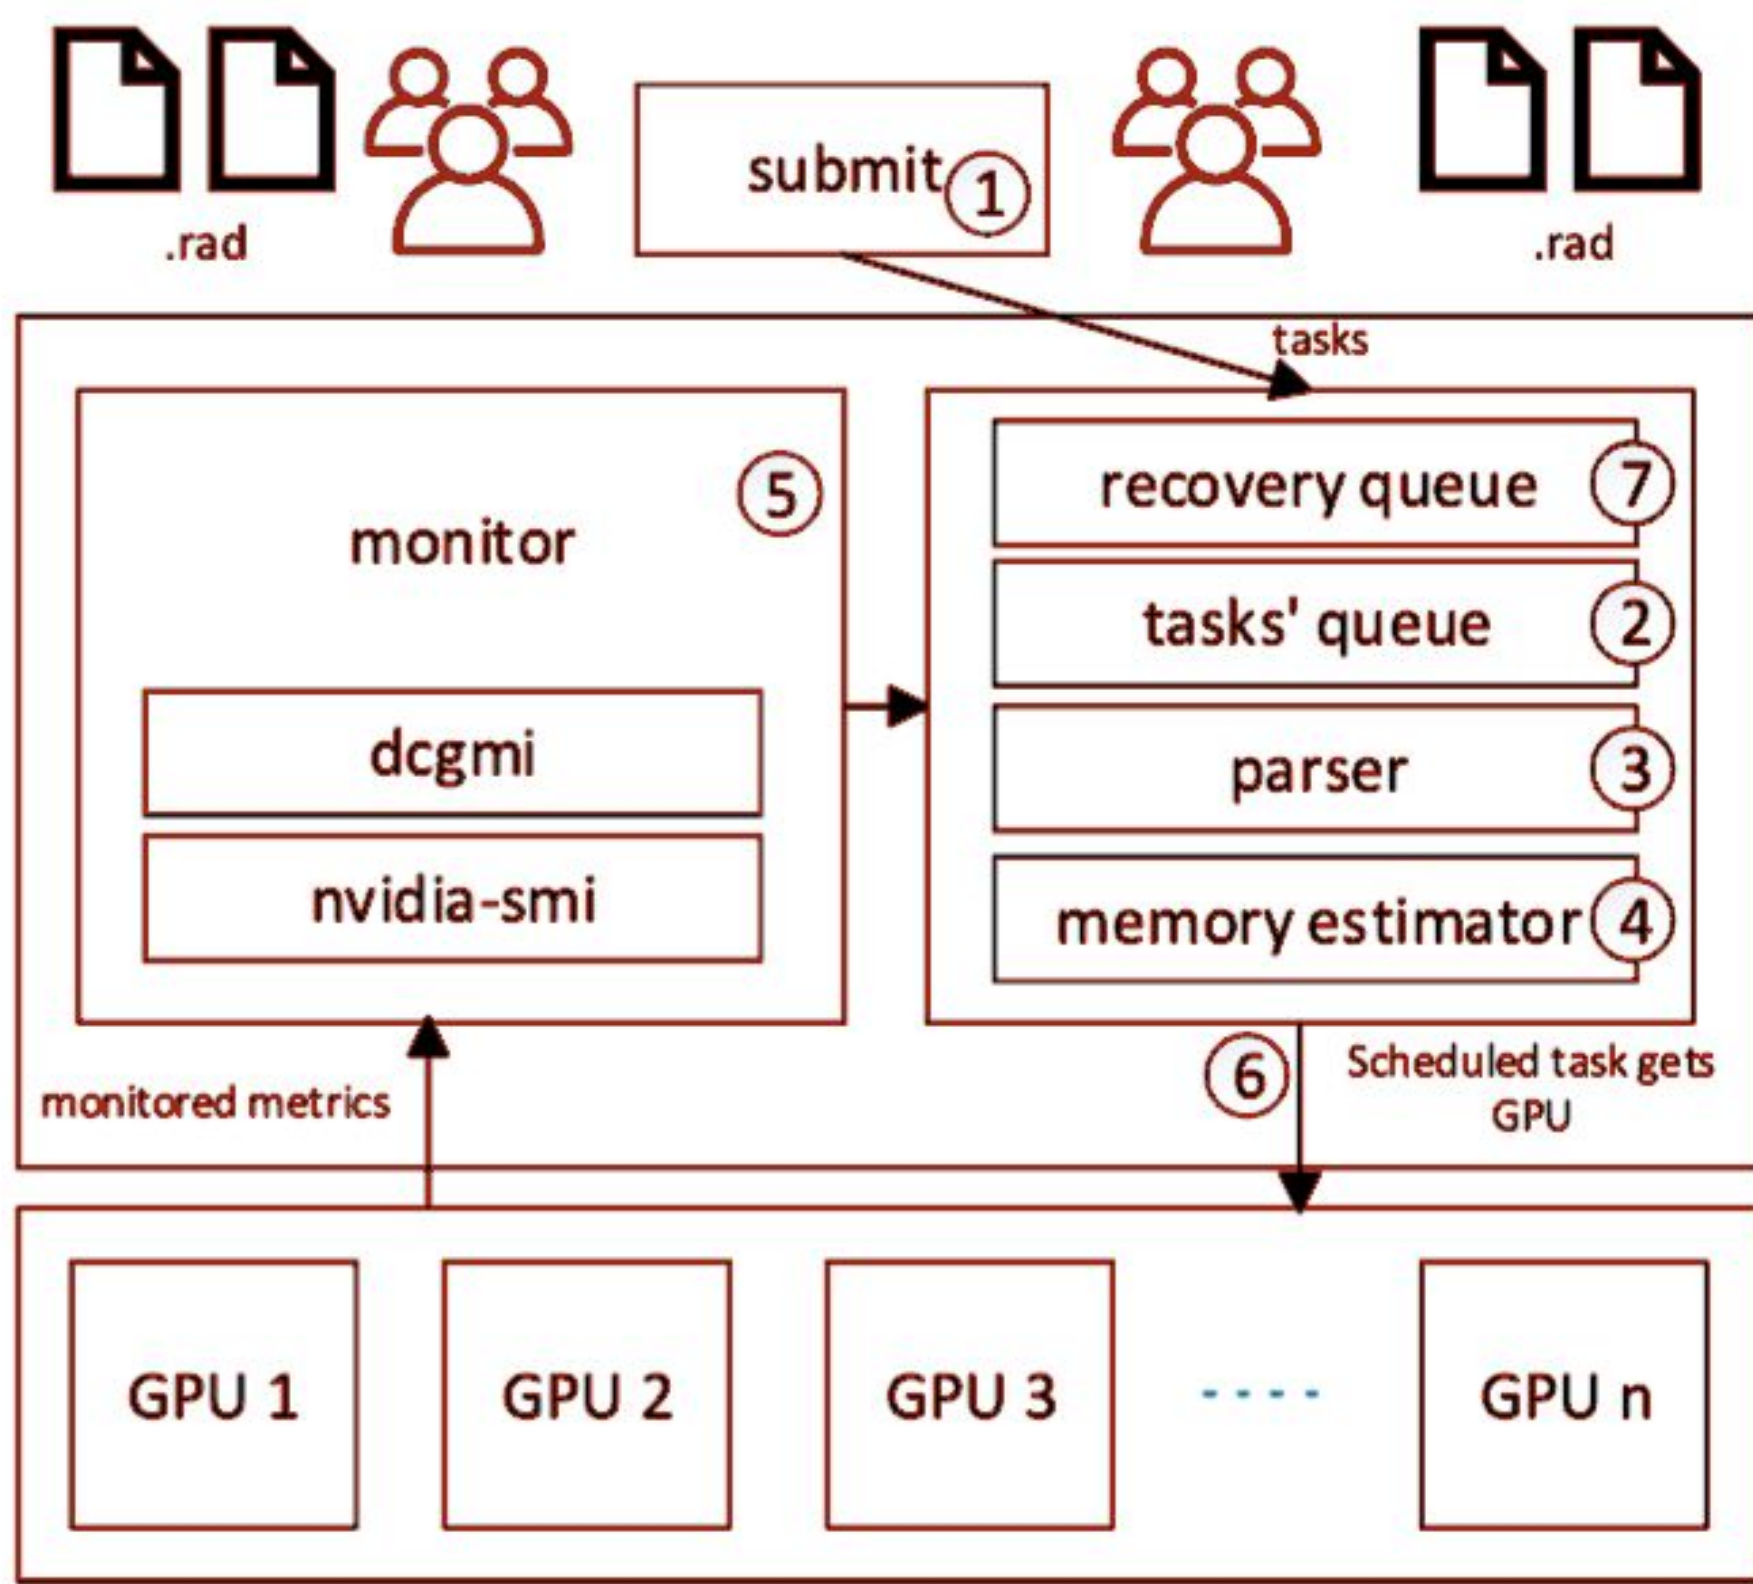 .rad
submit 1
.rad
tasks
monitor 5
dcgmi
nvidia-smi
recovery queue 7
tasks' queue 2
parser 3
memory estimator 4
monitored metrics
6
Scheduled task gets
GPU
GPU 1
GPU 2
GPU 3
GPU n